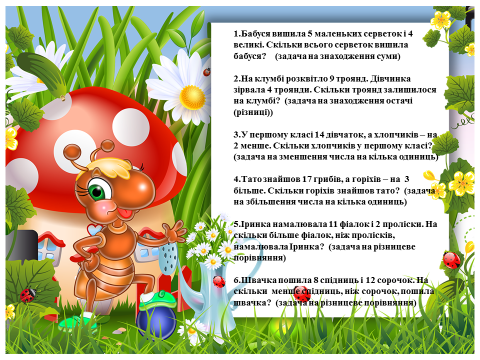 1.Бабуся вишила 5 маленьких серветок і 4
великі. Скільки всього серветок вишила
бабуся? (задача на знаходження суми)
2.На клумбі розквітло 9 троянд. Дівчинка
зірвала 4 троянди. Скільки троянд залишилося
на клумбі? (задача на знаходження остачі
(різниці))
3.У першому класі 14 дівчаток, а хлопчиків – на
2 менше. Скільки хлопчиків у першому класі?
(задача на зменшення числа на кілька одиниць)
4.Тато знайшов 17 грибів, а горіхів – на 3
більше. Скільки горіхів знайшов тато? (задача
на збільшення числа на кілька одиниць)
5.Іринка намалювала 11 фіалок і 2 проліски. На
скільки більше фіалок, ніж пролісків,
намалювала Іринка? (задача на різницеве
порівняння)
6.Швачка пошила 8 спідниць і 12 сорочок. На
скільки менше спідниць, ніж сорочок, пошила
швачка? (задача на різницеве порівняння)